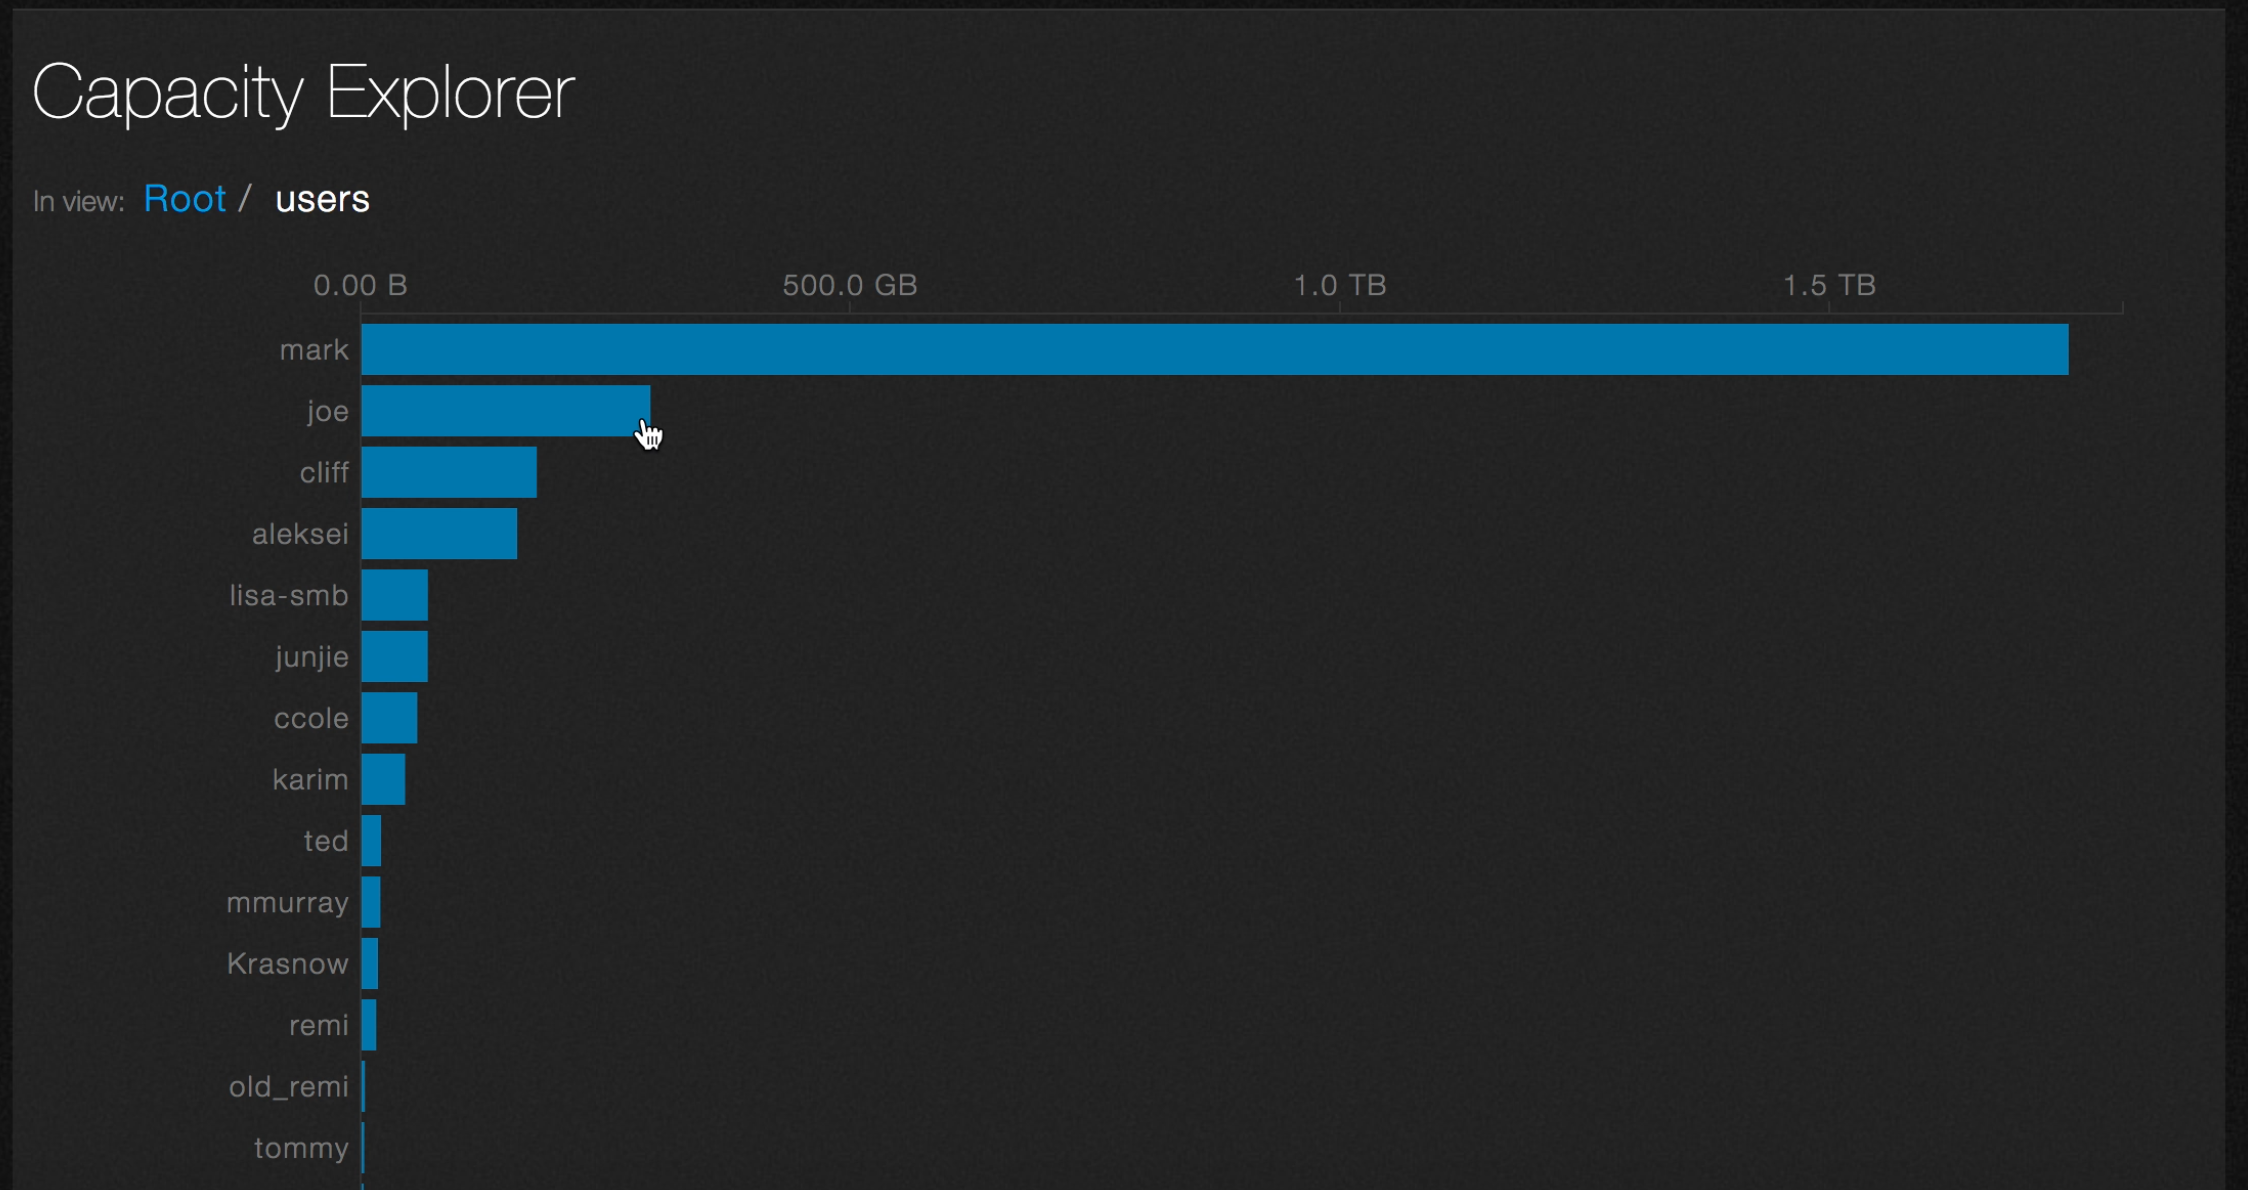 Capacity Explorer
In view: Root / users
0.00 B 500.0 GB 1.0 TB 1.5 TB
mark
joe
cliff
aleksei
lisa-smb
junjie
ccole
karim
ted
mmurray
Krasnow
remi
old_remi
tommy